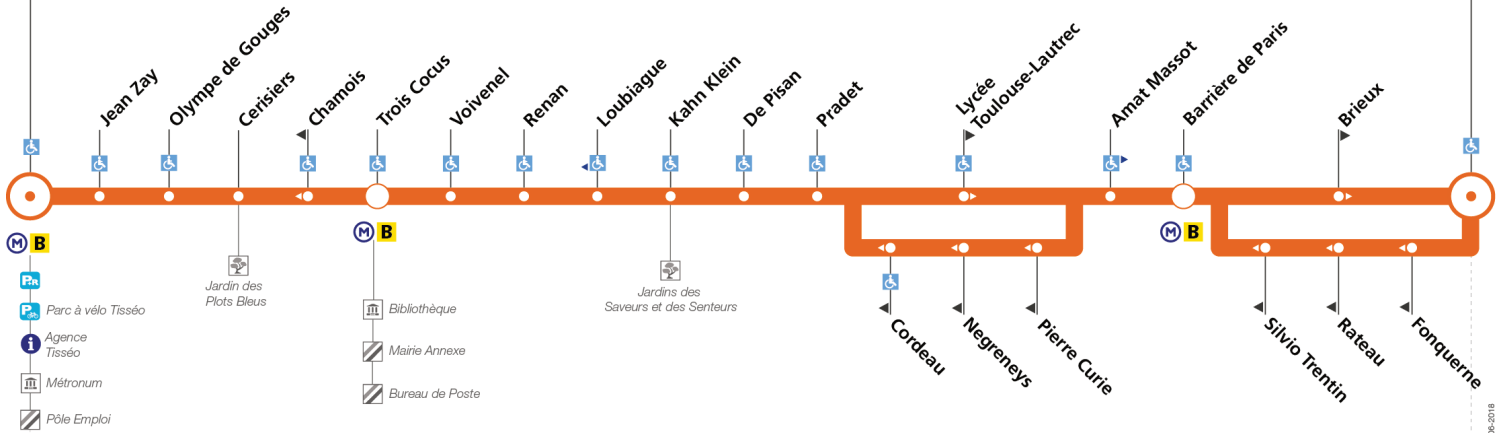 Jean Zay
Olympe de Gouges
Cerisiers
Chamois
Trois Cocus
Voivenel
Renan
Loubiague
Kahn Klein
De Pisan
Pradet
Lycée
Toulouse-Lautrec
Amat Massot
Barrière de Paris
Brieux
M B
P+R
P
Parc à vélo Tisséo
i
Agence
Tisséo
Métronum
Pôle Emploi
Jardin des
Plots Bleus
M B
Bibliothèque
Mairie Annexe
Bureau de Poste
Jardins des
Saveurs et des Senteurs
Cordeau
Negreneys
Pierre Curie
M B
Silvio Trentin
Rateau
Fonquerne